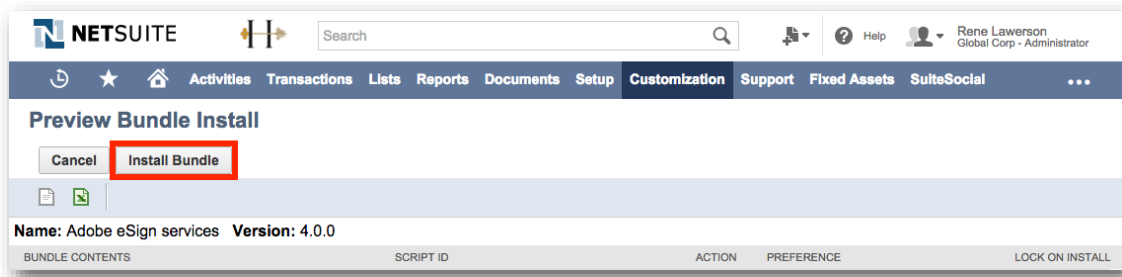 NETSUITE
H
Search
Help
Rene Lawerson
Global Corp - Administrator
Activities Transactions Lists Reports Documents Setup Customization Support Fixed Assets SuiteSocial
Preview Bundle Install
Cancel Install Bundle
Name: Adobe eSign services Version: 4.0.0
BUNDLE CONTENTS SCRIPT ID ACTION PREFERENCE LOCK ON INSTALL